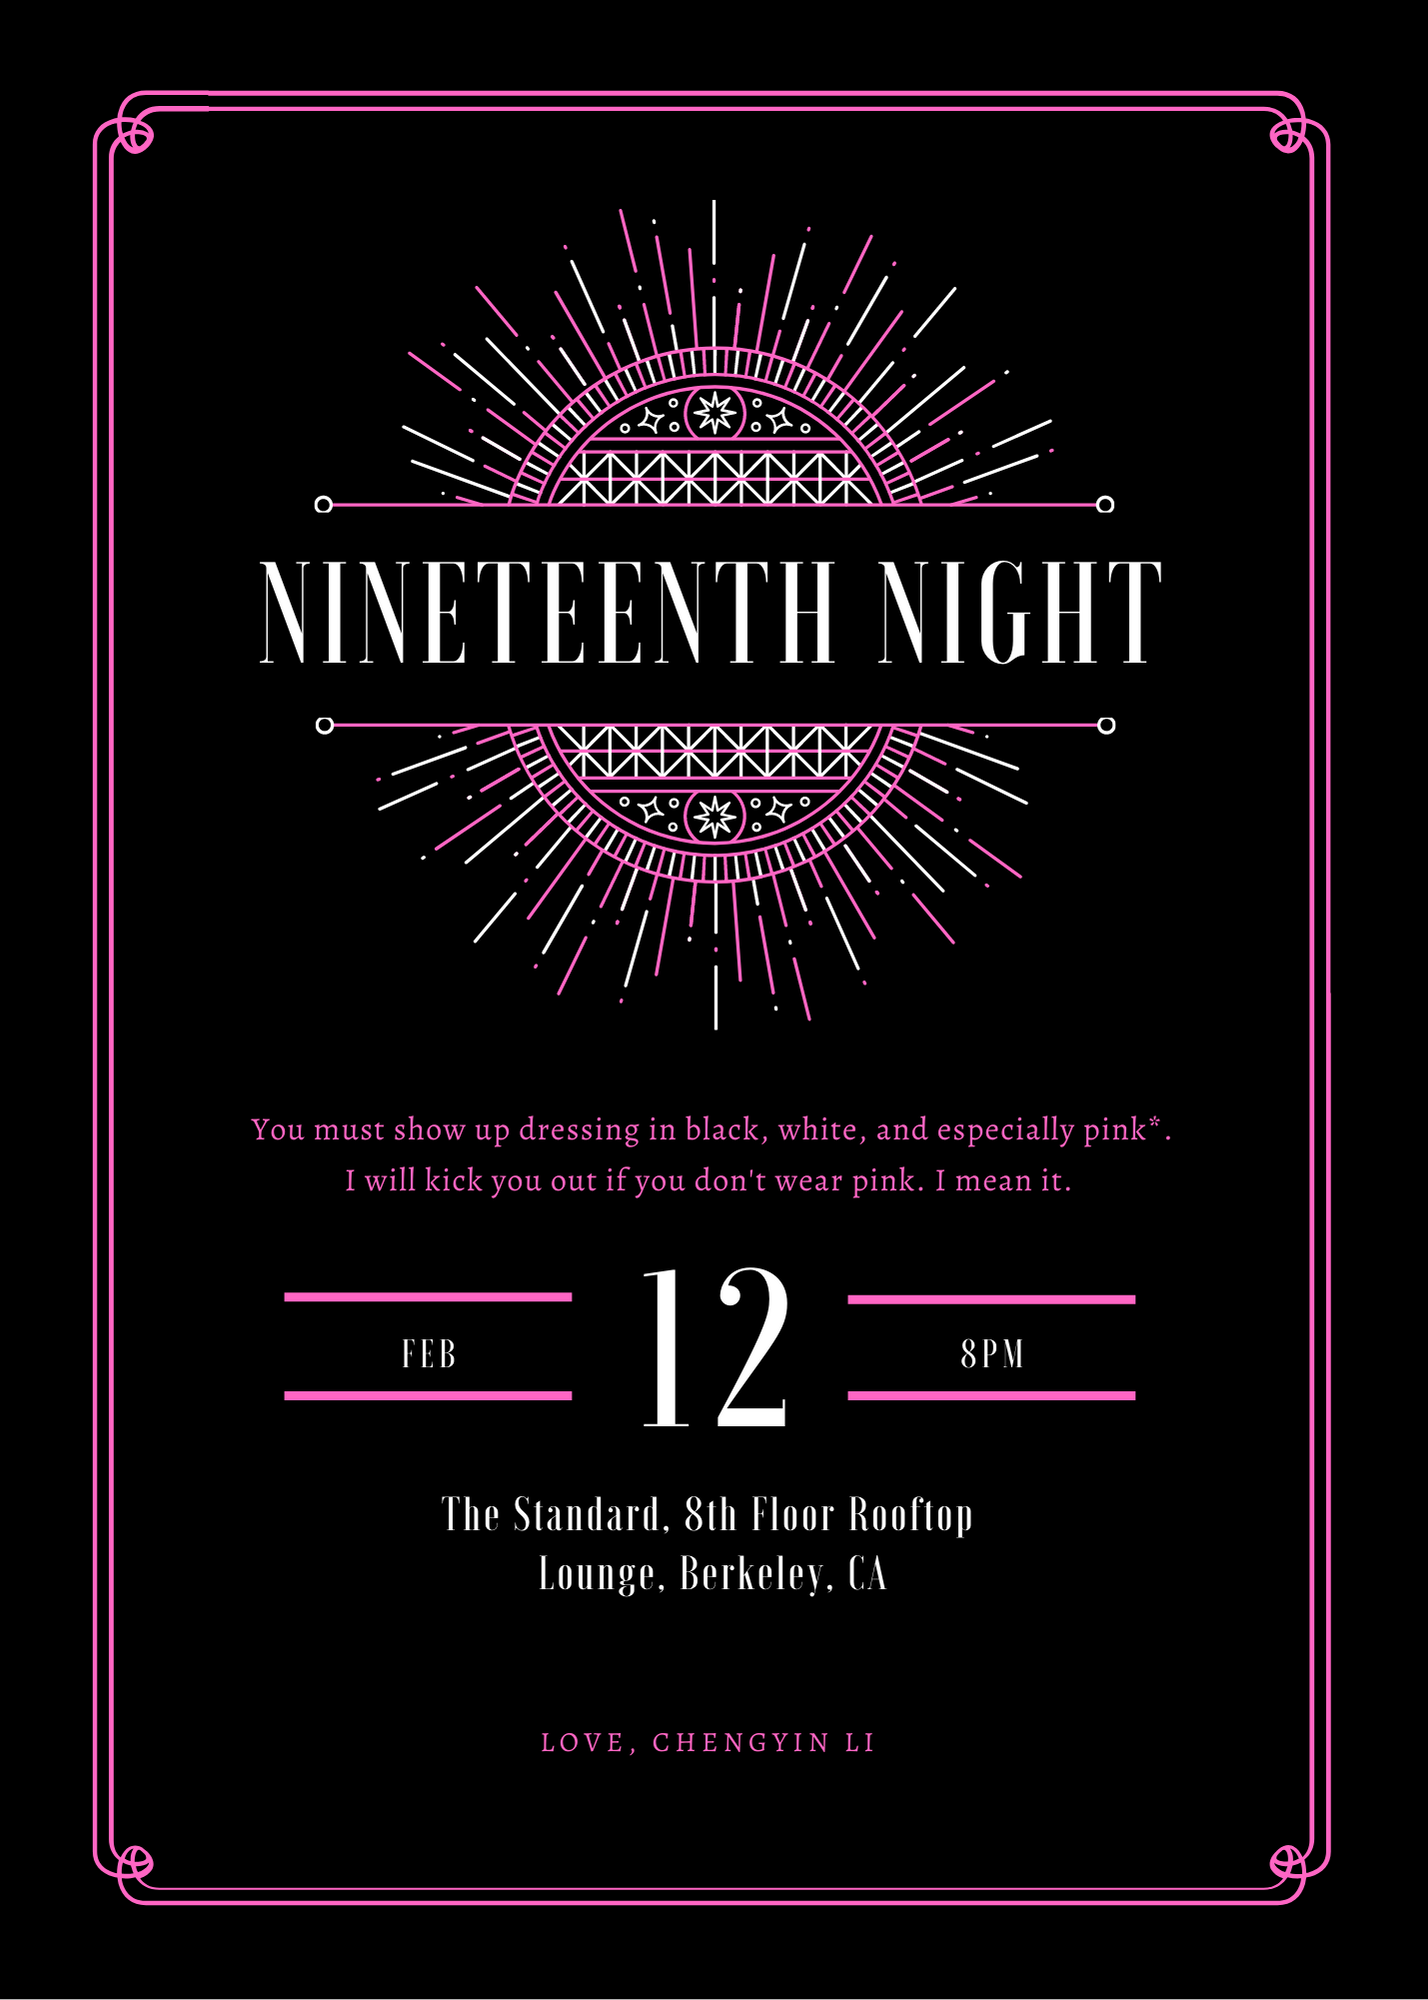 NINETEENTH NIGHT
You must show up dressing in black, white, and especially pink*.
I will kick you out if you don't wear pink. I mean it.
FEB
12
8PM
The Standard, 8th Floor Rooftop
Lounge, Berkeley, CA
LOVE, CHENGYIN LI